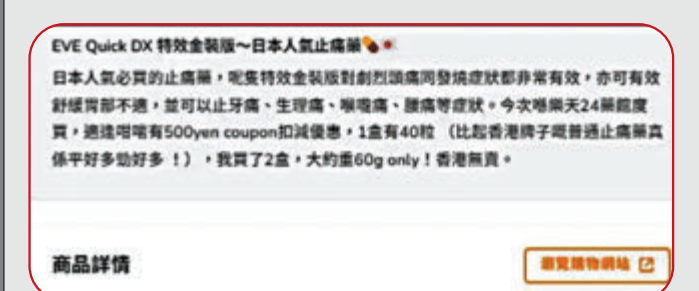 EVE Quick DX 特效金裝版～日本人氣止痛藥💊🇯🇵
日本人氣必買的止痛藥，呢隻特效金裝版對劇烈頭痛同發燒症狀都非常有效，亦可有效
舒緩胃部不適，並可以止牙痛、生理痛、喉嚨痛、腰痛等症狀。今次喺樂天24藥館度
買，適逢啱啱有500yen coupon扣減優惠，1盒有40粒 （比起香港牌子嘅普通止痛藥真
係平好多勁好多 ！），我買了2盒，大約重60g only！香港無賣。
商品詳情
瀏覽購物網站